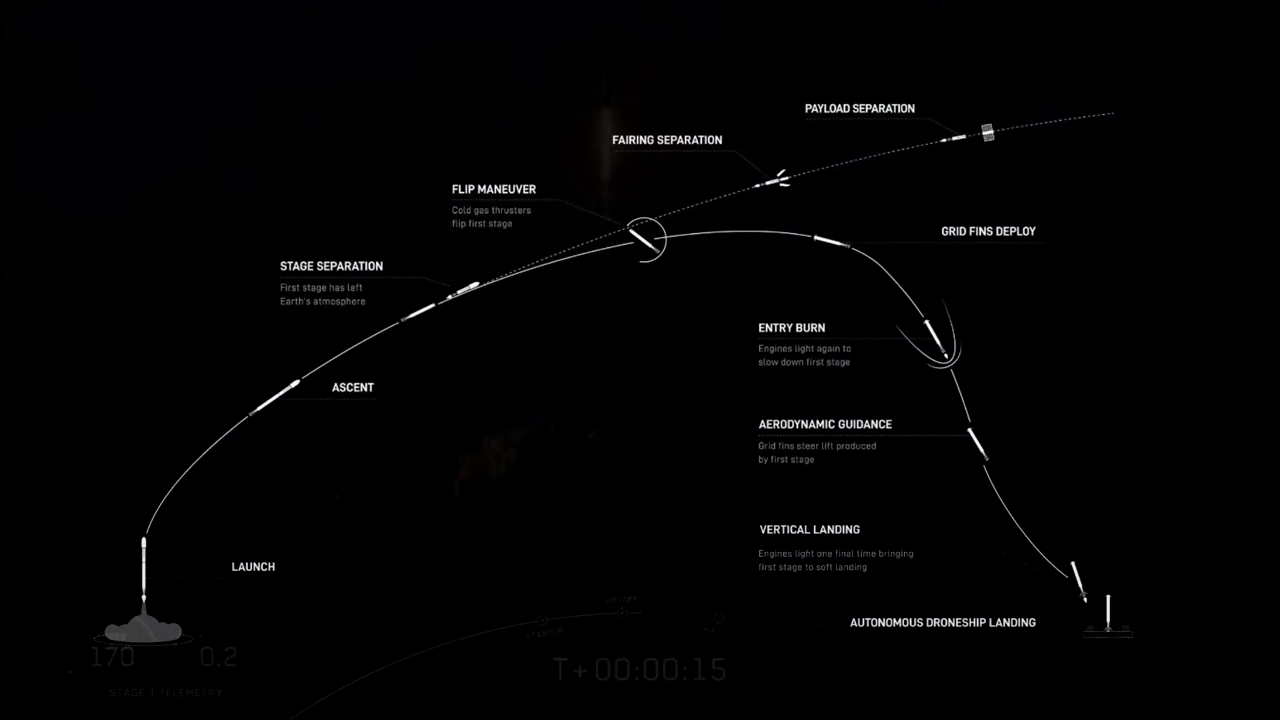 PAYLOAD SEPARATION
FAIRING SEPARATION
FLIP MANEUVER
Cold gas thrusters
flip first stage
GRID FINS DEPLOY
STAGE SEPARATION
First stage has left
Earth's atmosphere
ENTRY BURN
Engines light again to
slow down first stage
ASCENT
AERODYNAMIC GUIDANCE
Grid fins steer lift produced
by first stage
VERTICAL LANDING
Engines light one final time bringing
first stage to soft landing
LAUNCH
AUTONOMOUS DRONESHIP LANDING
LIFTOFF
STARTUP
170 0.2
T+00:00:15
STAGE 1 TELEMETRY